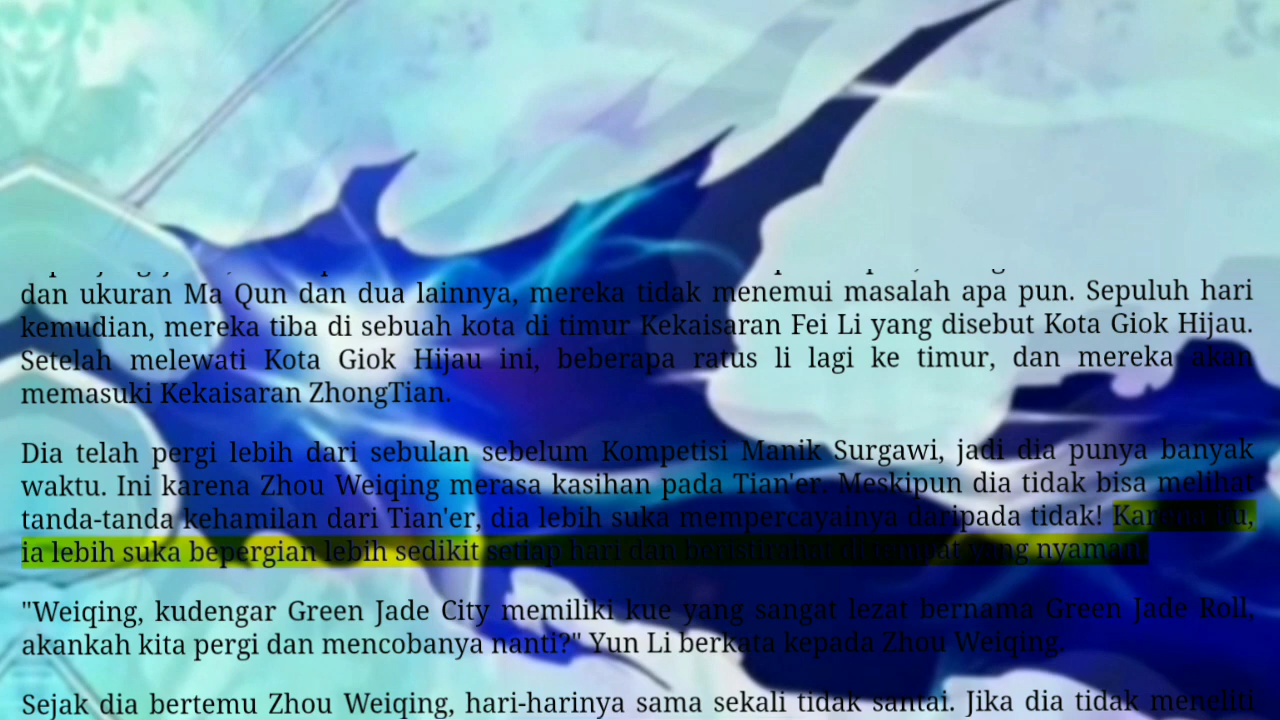 dan ukuran Ma Qun dan dua lainnya, mereka tidak menemui masalah apa pun. Sepuluh hari
kemudian, mereka tiba di sebuah kota di timur Kekaisaran Fei Li yang disebut Kota Giok Hijau.
Setelah melewati Kota Giok Hijau ini, beberapa ratus li lagi ke timur, dan mereka akan
memasuki Kekaisaran ZhongTian.
Dia telah pergi lebih dari sebulan sebelum Kompetisi Manik Surgawi, jadi dia punya banyak
waktu. Ini karena Zhou Weiqing merasa kasihan pada Tian'er. Meskipun dia tidak bisa melihat
tanda-tanda kehamilan dari Tian'er, dia lebih suka mempercayainya daripada tidak! Karena itu,
ia lebih suka bepergian lebih sedikit setiap hari dan beristirahat di tempat yang nyaman.
"Weiqing, kudengar Green Jade City memiliki kue yang sangat lezat bernama Green Jade Roll,
akankah kita pergi dan mencobanya nanti?" Yun Li berkata kepada Zhou Weiqing.
Sejak dia bertemu Zhou Weiqing, hari-harinya sama sekali tidak santai. Jika dia tidak meneliti